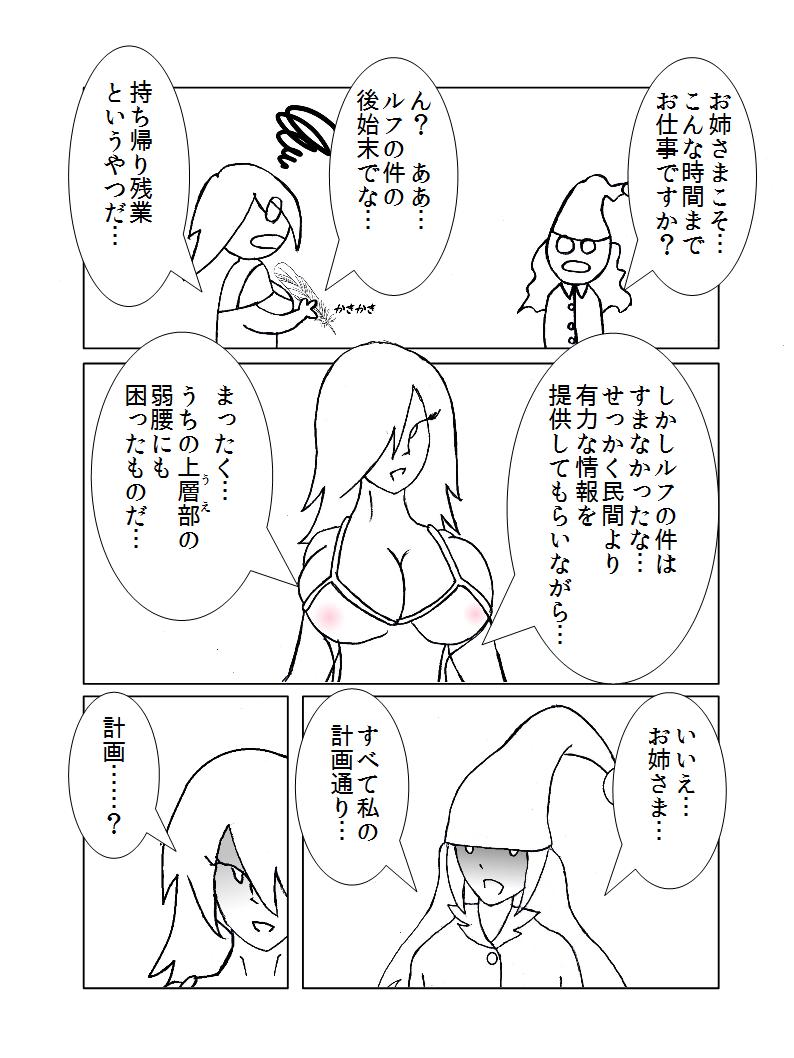 お姉さまこそ…
こんな時間まで
お仕事ですか？
ん？　ああ…
ルフの件の
後始末でな…
かきかき
持ち帰り残業
というやつだ…
しかしルフの件は
すまなかったな…
せっかく民間より
有力な情報を
提供してもらいながら…
まったく…
うちの上層部の
うえ
弱腰にも
困ったものだ…
いいえ…
お姉さま…
すべて私の
計画通り…
計画……？